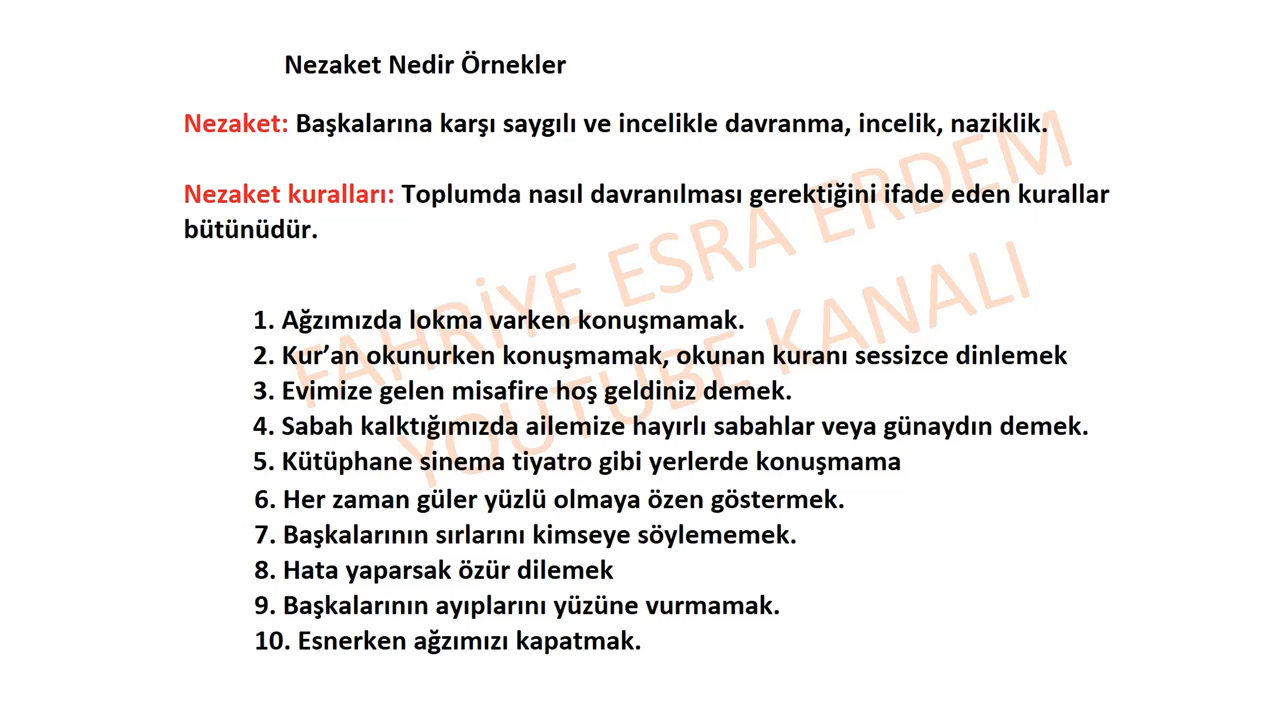 Nezaket Nedir Örnekler
Nezaket: Başkalarına karşı saygılı ve incelikle davranma, incelik, naziklik.
Nezaket kuralları: Toplumda nasıl davranılması gerektiğini ifade eden kurallar
bütünüdür.
1. Ağzımızda lokma varken konuşmamak.
2. Kur’an okunurken konuşmamak, okunan kuranı sessizce dinlemek
3. Evimize gelen misafire hoş geldiniz demek.
4. Sabah kalktığımızda ailemize hayırlı sabahlar veya günaydın demek.
5. Kütüphane sinema tiyatro gibi yerlerde konuşmama
6. Her zaman güler yüzlü olmaya özen göstermek.
7. Başkalarının sırlarını kimseye söylememek.
8. Hata yaparsak özür dilemek
9. Başkalarının ayıplarını yüzüne vurmamak.
10. Esnerken ağzımızı kapatmak.
FAHRİYE ESRA ERDEM
YOUTUBE KANALI